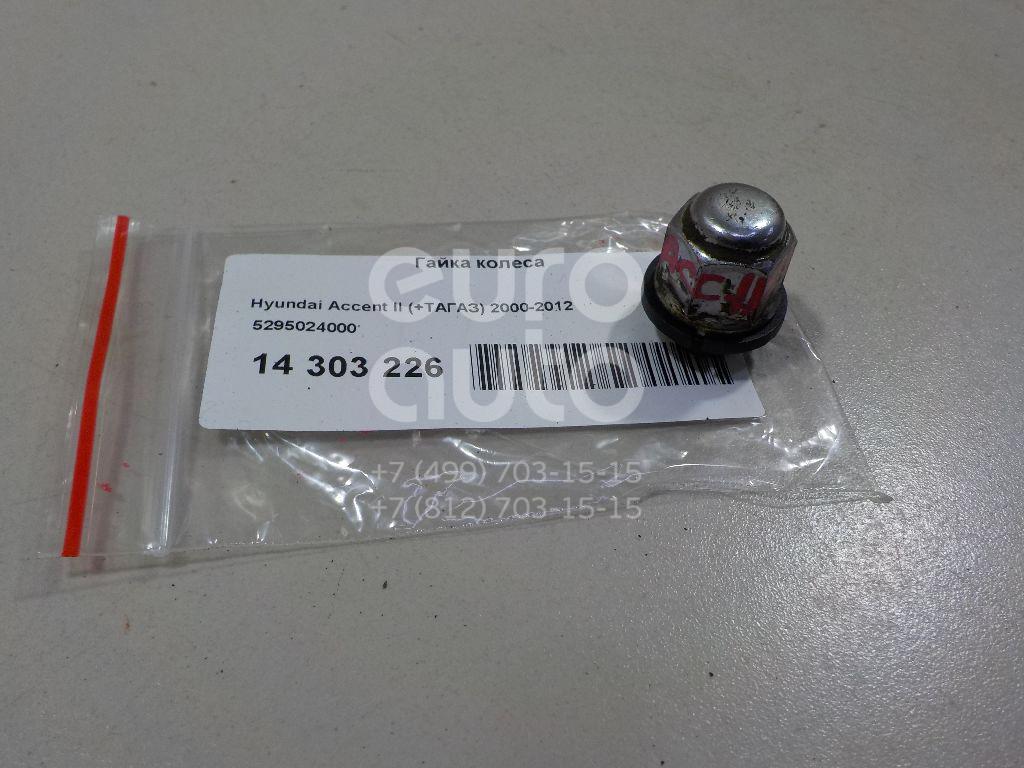 Гайка колеса
Hyundai Accent II (+ТАГАЗ) 2000-2012
5295024000
14 303 226
euro
auto
+7 (499) 703-15-15
+7 (812) 703-15-15